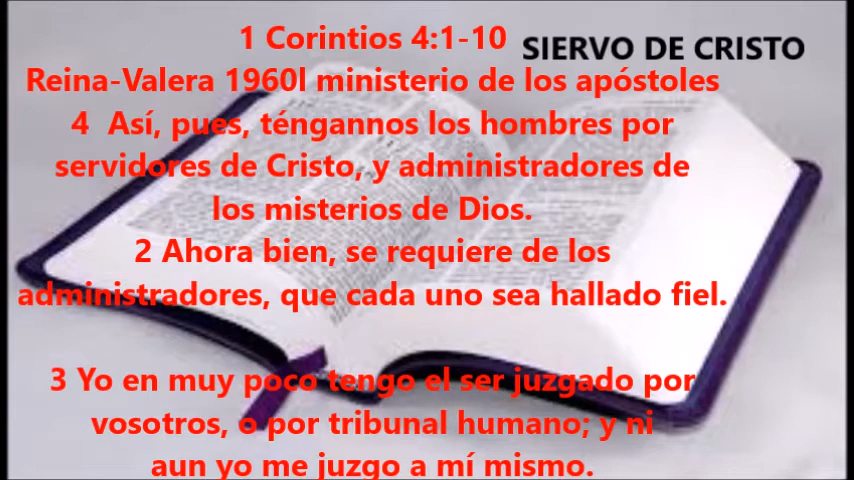 1 Corintios 4:1-10
SIERVO DE CRISTO
Reina-Valera 1960l ministerio de los apóstoles
4 Así, pues, téngannos los hombres por
servidores de Cristo, y administradores de
los misterios de Dios.
2 Ahora bien, se requiere de los
administradores, que cada uno sea hallado fiel.
3 Yo en muy poco tengo el ser juzgado por
vosotros, o por tribunal humano; y ni
aun yo me juzgo a mí mismo.